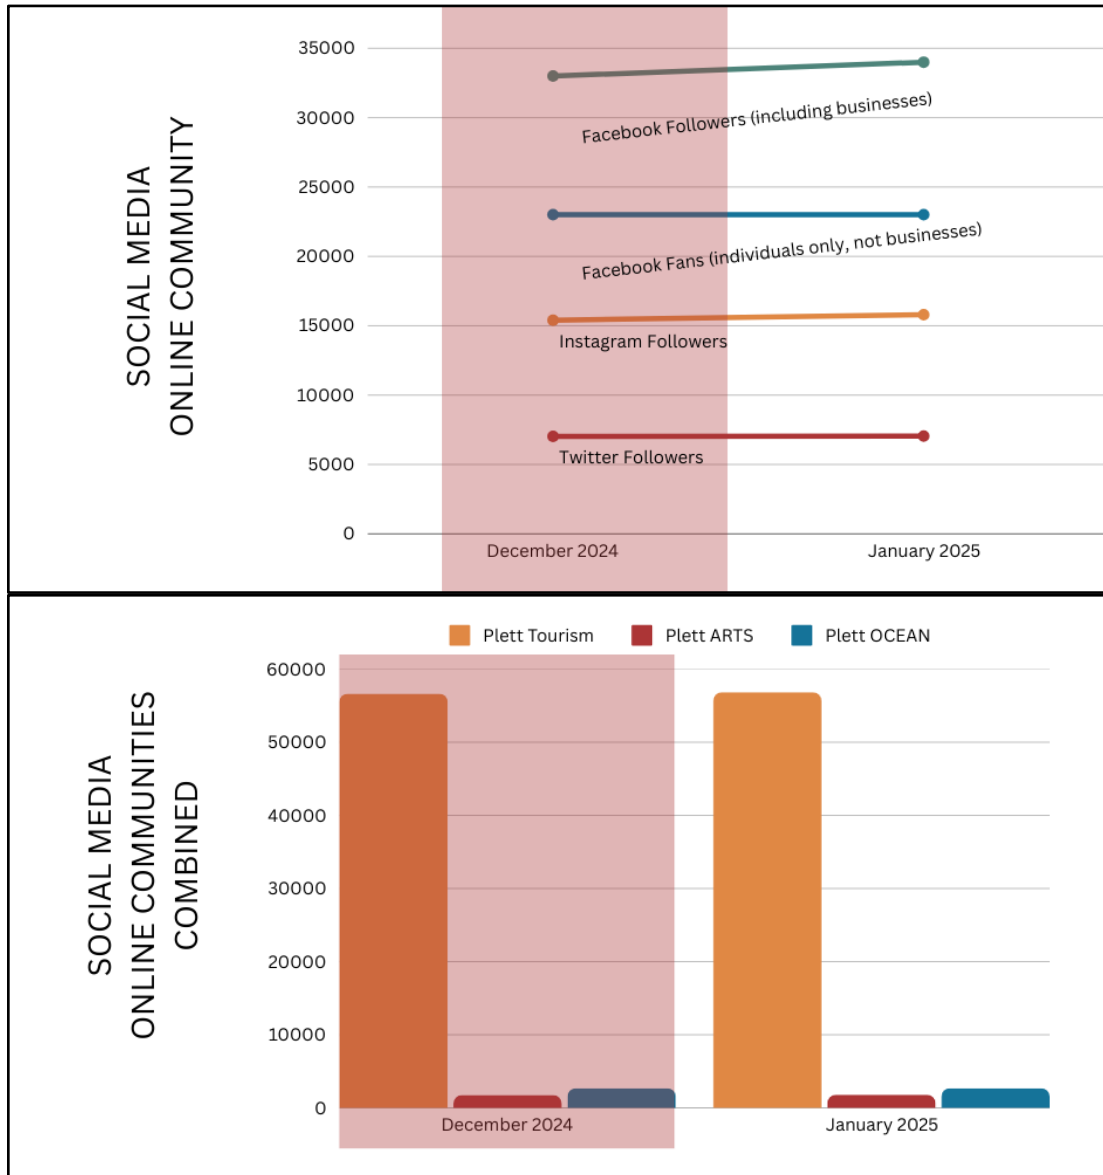 SOCIAL MEDIA
ONLINE COMMUNITY
35000
30000
25000
20000
15000
10000
5000
0
Facebook Followers (including businesses)
Facebook Fans (individuals only, not businesses)
Instagram Followers
Twitter Followers
December 2024
January 2025
SOCIAL MEDIA
ONLINE COMMUNITIES
COMBINED
Plett Tourism
Plett ARTS
Plett OCEAN
60000
50000
40000
30000
20000
10000
0
December 2024
January 2025